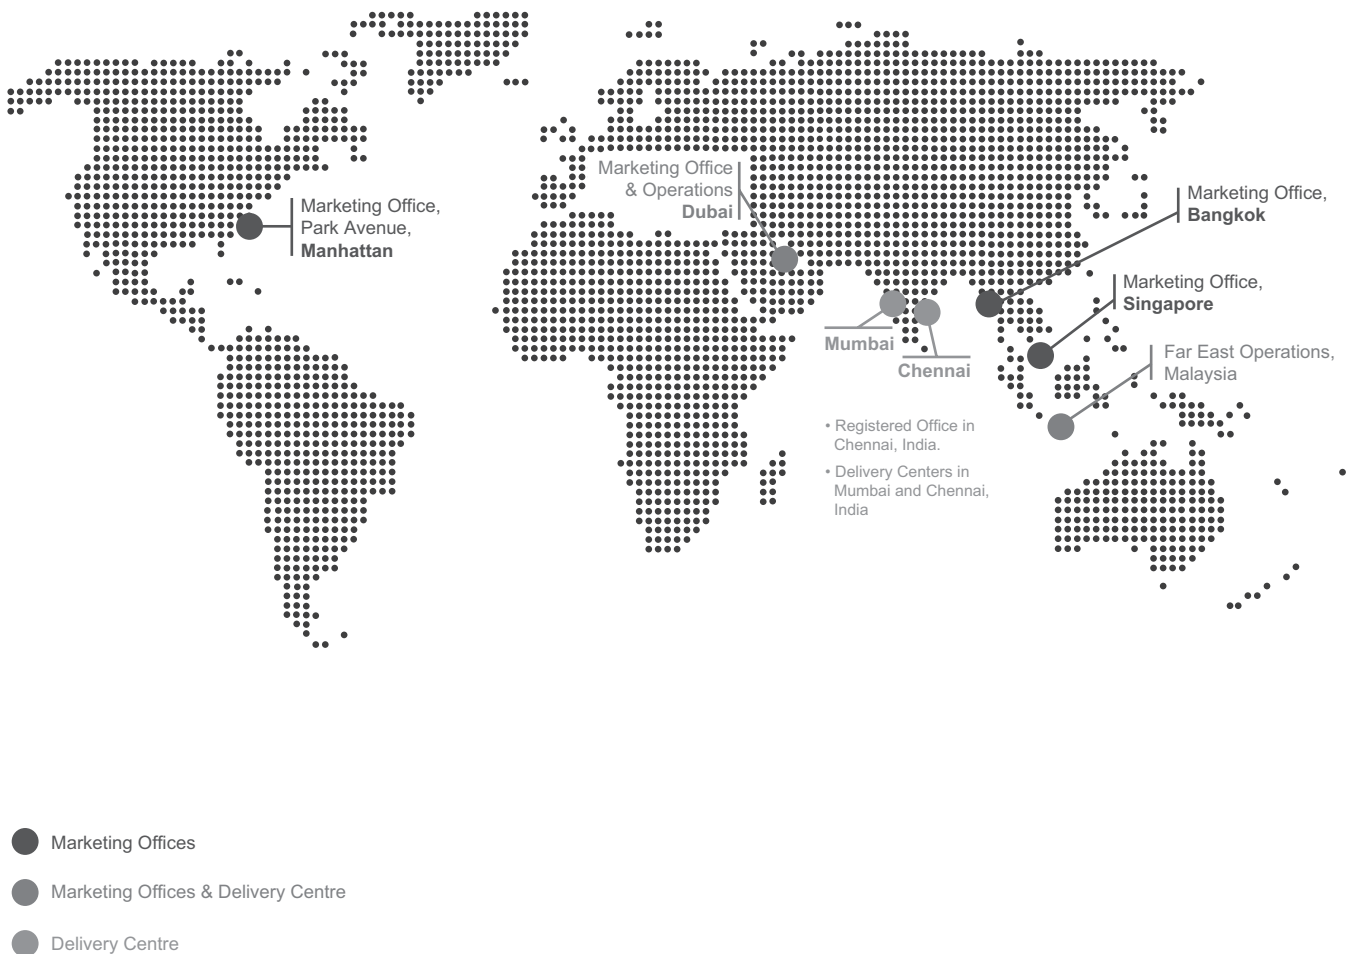 Marketing Office
& Operations
Dubai
Marketing Office,
Park Avenue,
Manhattan
Marketing Office,
Bangkok
Marketing Office,
Singapore
Mumbai
Chennai
Far East Operations,
Malaysia
• Registered Office in
Chennai, India.
• Delivery Centers in
Mumbai and Chennai,
India
Marketing Offices
Marketing Offices & Delivery Centre
Delivery Centre